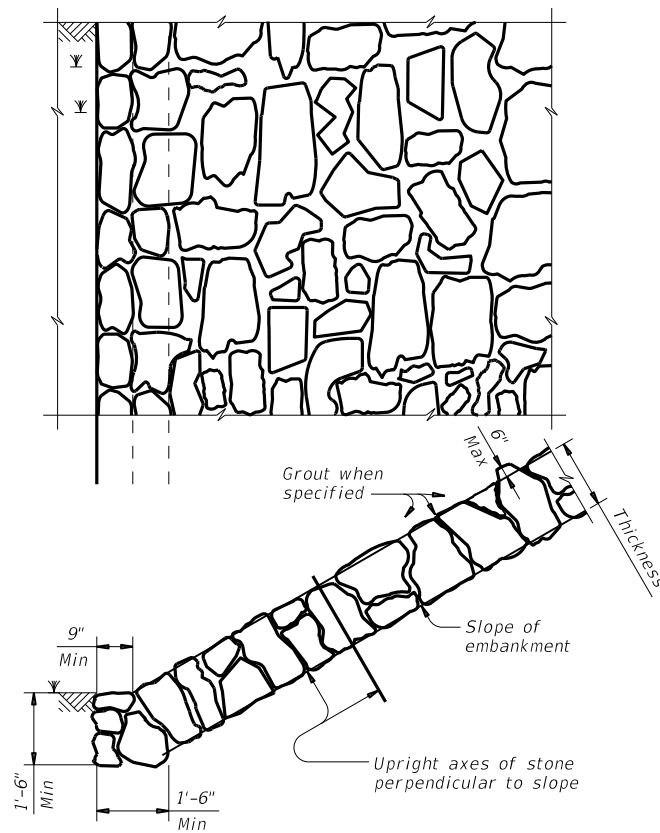 6"
Max
Grout when
specified
Thickness
Slope of
embankment
9"
Min
1'-6"
Min
Upright axes of stone
perpendicular to slope
1'-6"
Min